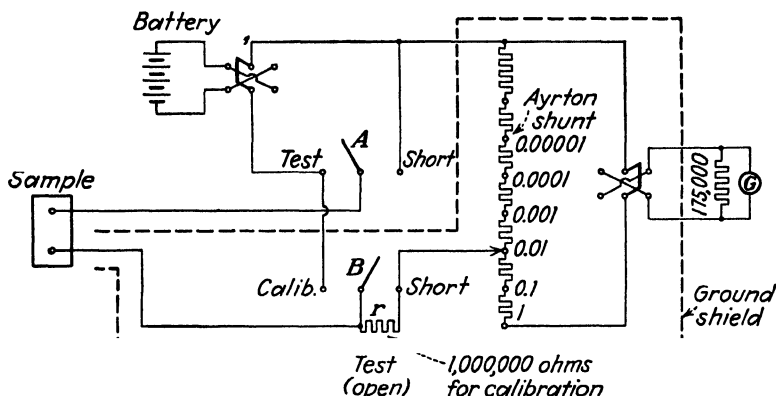 Battery
1
Ayrton
shunt
0.00001
Test
A
Short
0.0001
175,000
G
Sample
0.001
0.01
B
Calib.
Short
0.1
r
1
Ground
shield
Test
(open)
1,000,000 ohms
for calibration